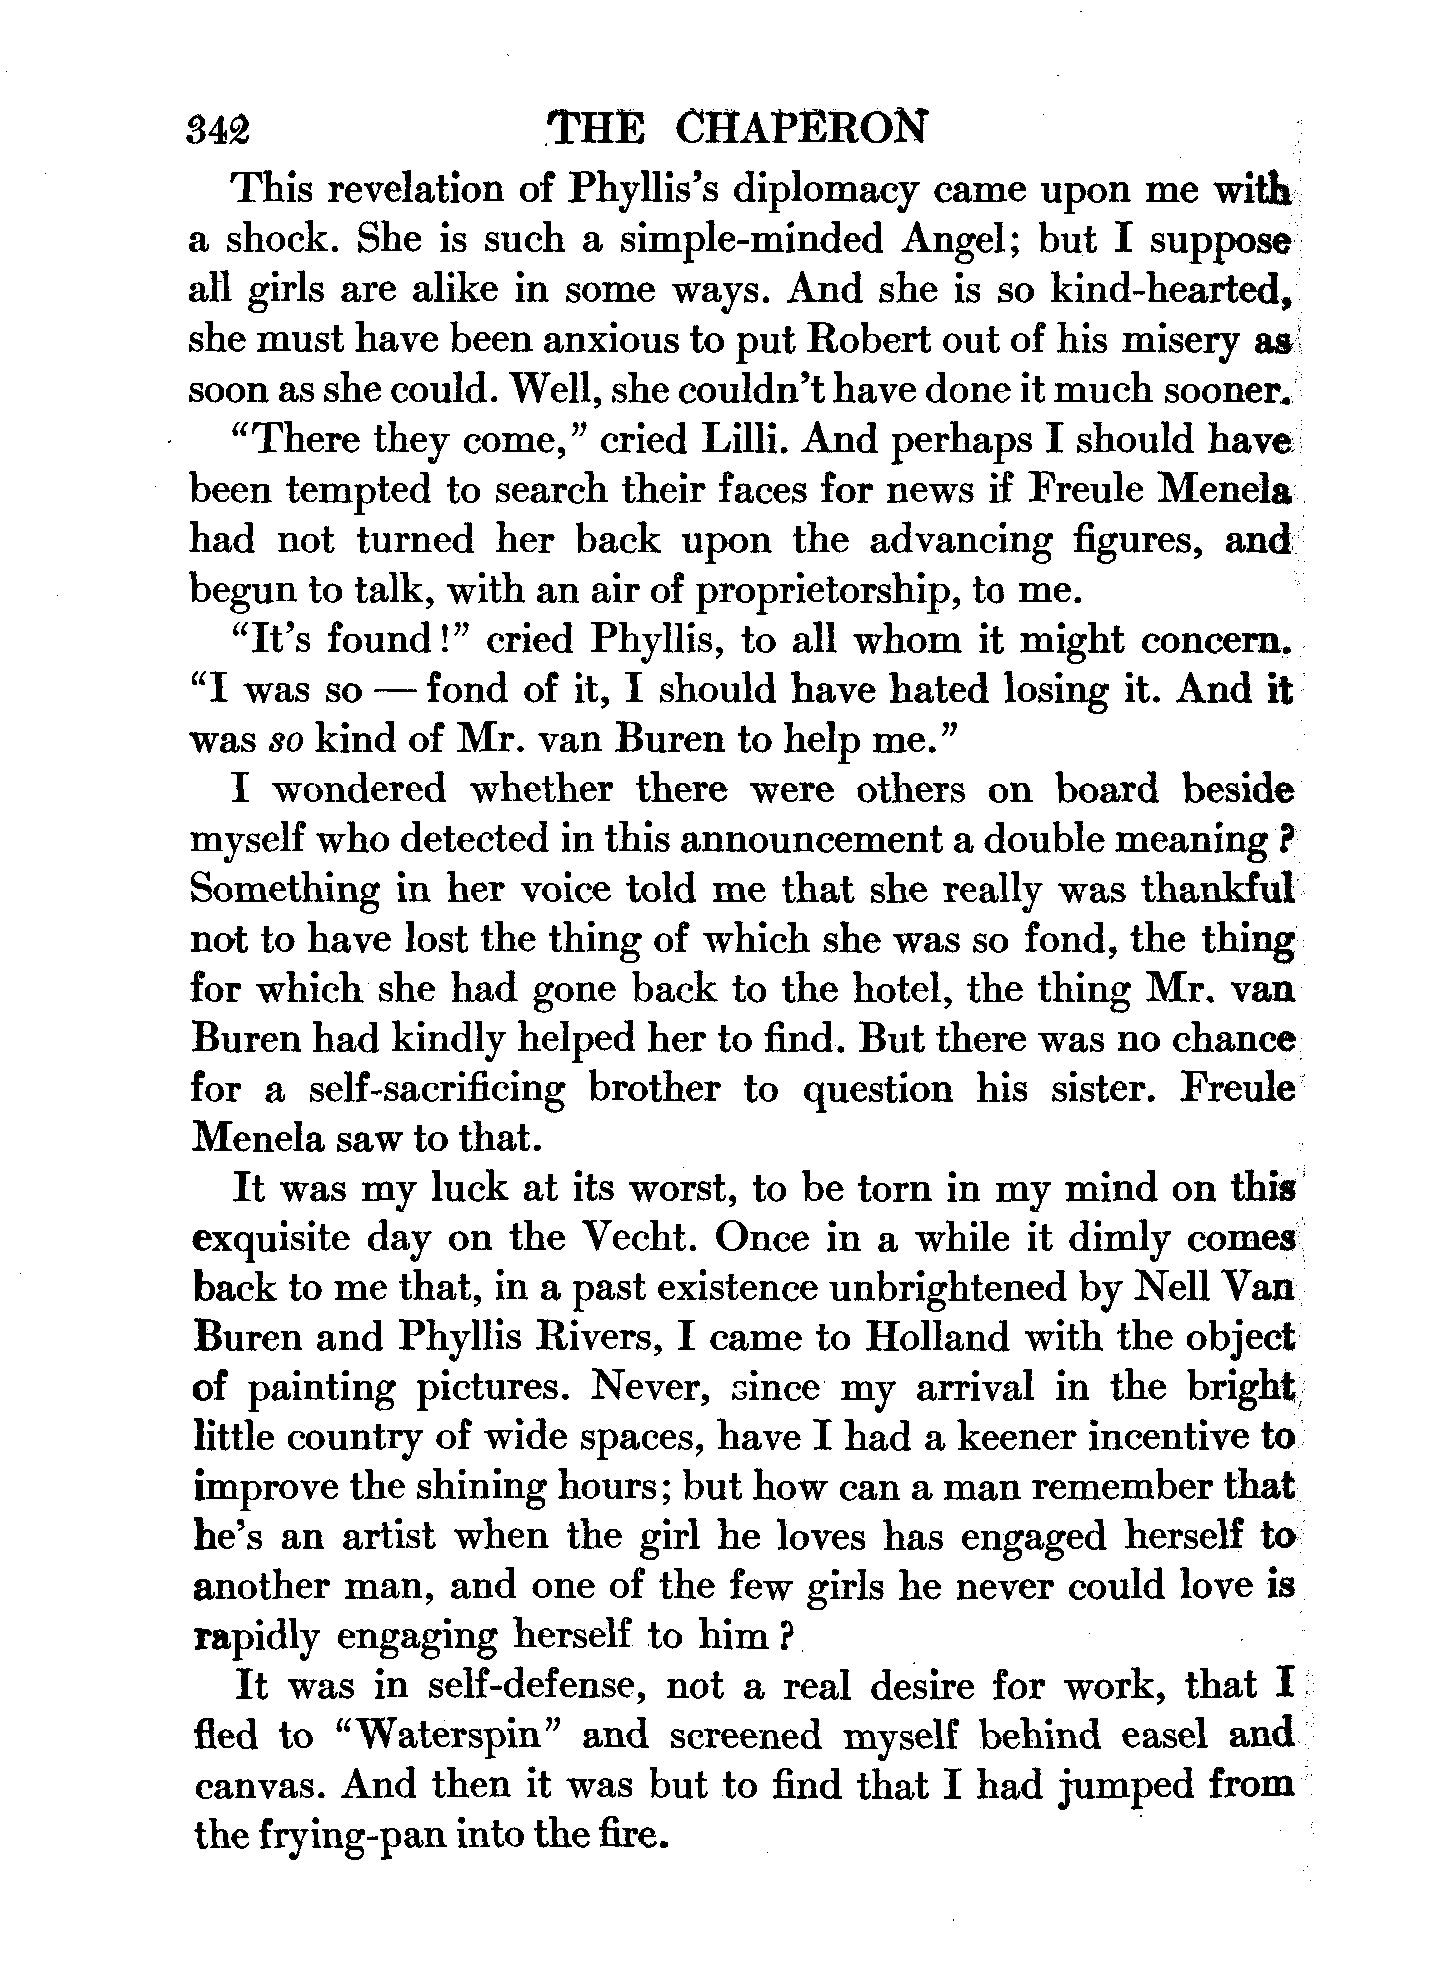 342 THE CHAPERON
This revelation of Phyllis's diplomacy came upon me with
a shock. She is such a simple-minded Angel; but I suppose
all girls are alike in some ways. And she is so kind-hearted,
she must have been anxious to put Robert out of his misery as
soon as she could. Well, she couldn't have done it much sooner.
“There they come,” cried Lilli. And perhaps I should have
been tempted to search their faces for news if Freule Menela
had not turned her back upon the advancing figures, and
begun to talk, with an air of proprietorship, to me.
“It's found!” cried Phyllis, to all whom it might concern.
“I was so — fond of it, I should have hated losing it. And it
was so kind of Mr. van Buren to help me.”
I wondered whether there were others on board beside
myself who detected in this announcement a double meaning?
Something in her voice told me that she really was thankful
not to have lost the thing of which she was so fond, the thing
for which she had gone back to the hotel, the thing Mr. van
Buren had kindly helped her to find. But there was no chance
for a self-sacrificing brother to question his sister. Freule
Menela saw to that.
It was my luck at its worst, to be torn in my mind on this
exquisite day on the Vecht. Once in a while it dimly comes
back to me that, in a past existence unbrightened by Nell Van
Buren and Phyllis Rivers, I came to Holland with the object
of painting pictures. Never, since my arrival in the bright
little country of wide spaces, have I had a keener incentive to
improve the shining hours; but how can a man remember that
he's an artist when the girl he loves has engaged herself to
another man, and one of the few girls he never could love is
rapidly engaging herself to him?
It was in self-defense, not a real desire for work, that I
fled to “Waterspin” and screened myself behind easel and
canvas. And then it was but to find that I had jumped from
the frying-pan into the fire.